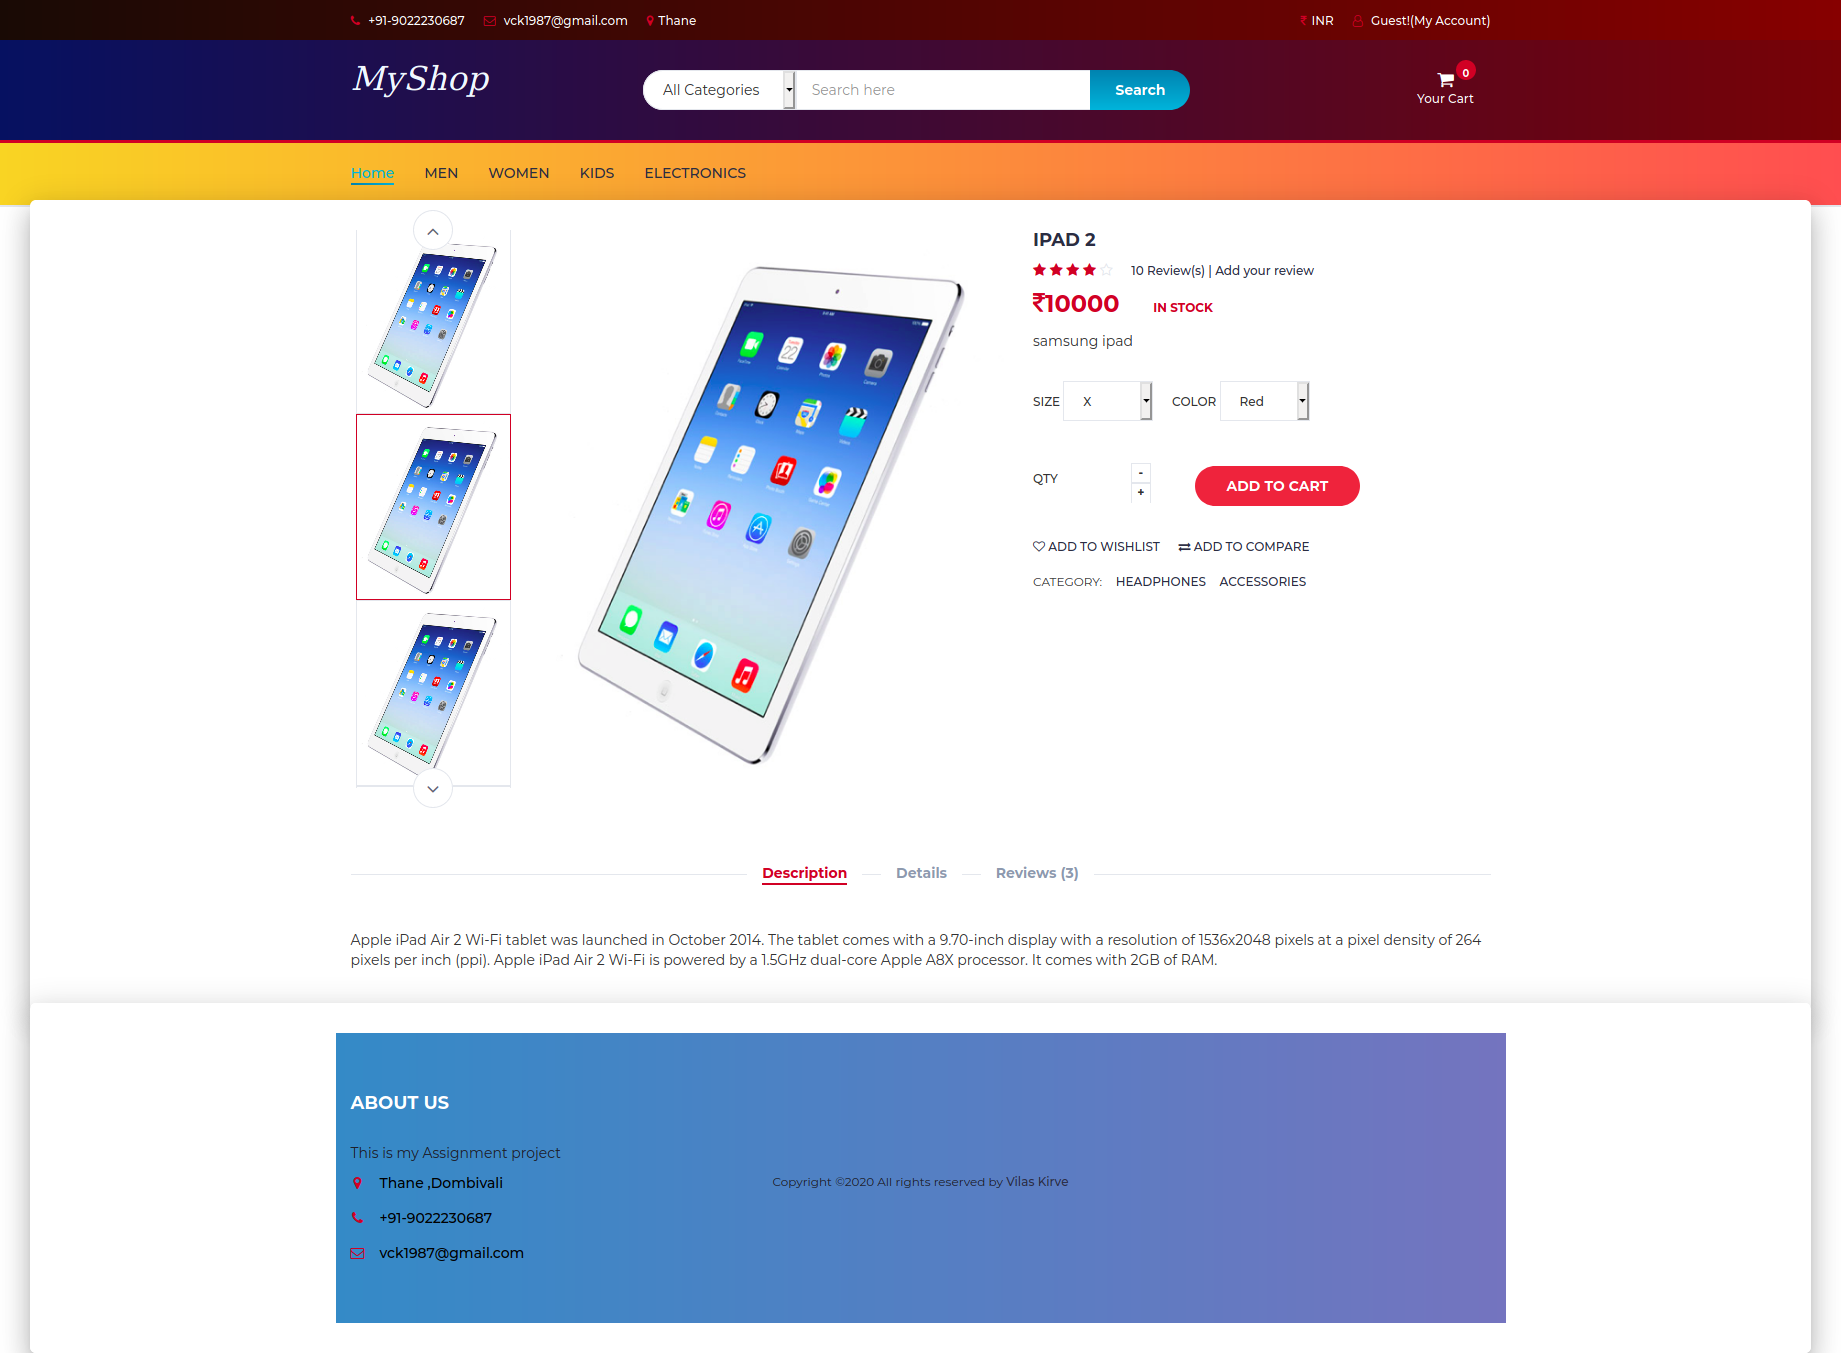 +91-9022230687 vck1987@gmail.com Thane ₹ INR Guest!(My Account)
MyShop
All Categories Search here Search
0
Your Cart
Home MEN WOMEN KIDS ELECTRONICS
IPAD 2
10 Review(s) | Add your review
₹10000 IN STOCK
samsung ipad
SIZE X COLOR Red
QTY - + ADD TO CART
ADD TO WISHLIST ADD TO COMPARE
CATEGORY: HEADPHONES ACCESSORIES
Description Details Reviews (3)
Apple iPad Air 2 Wi-Fi tablet was launched in October 2014. The tablet comes with a 9.70-inch display with a resolution of 1536x2048 pixels at a pixel density of 264
pixels per inch (ppi). Apple iPad Air 2 Wi-Fi is powered by a 1.5GHz dual-core Apple A8X processor. It comes with 2GB of RAM.
ABOUT US
This is my Assignment project
Thane ,Dombivali
Copyright ©2020 All rights reserved by Vilas Kirve
+91-9022230687
vck1987@gmail.com